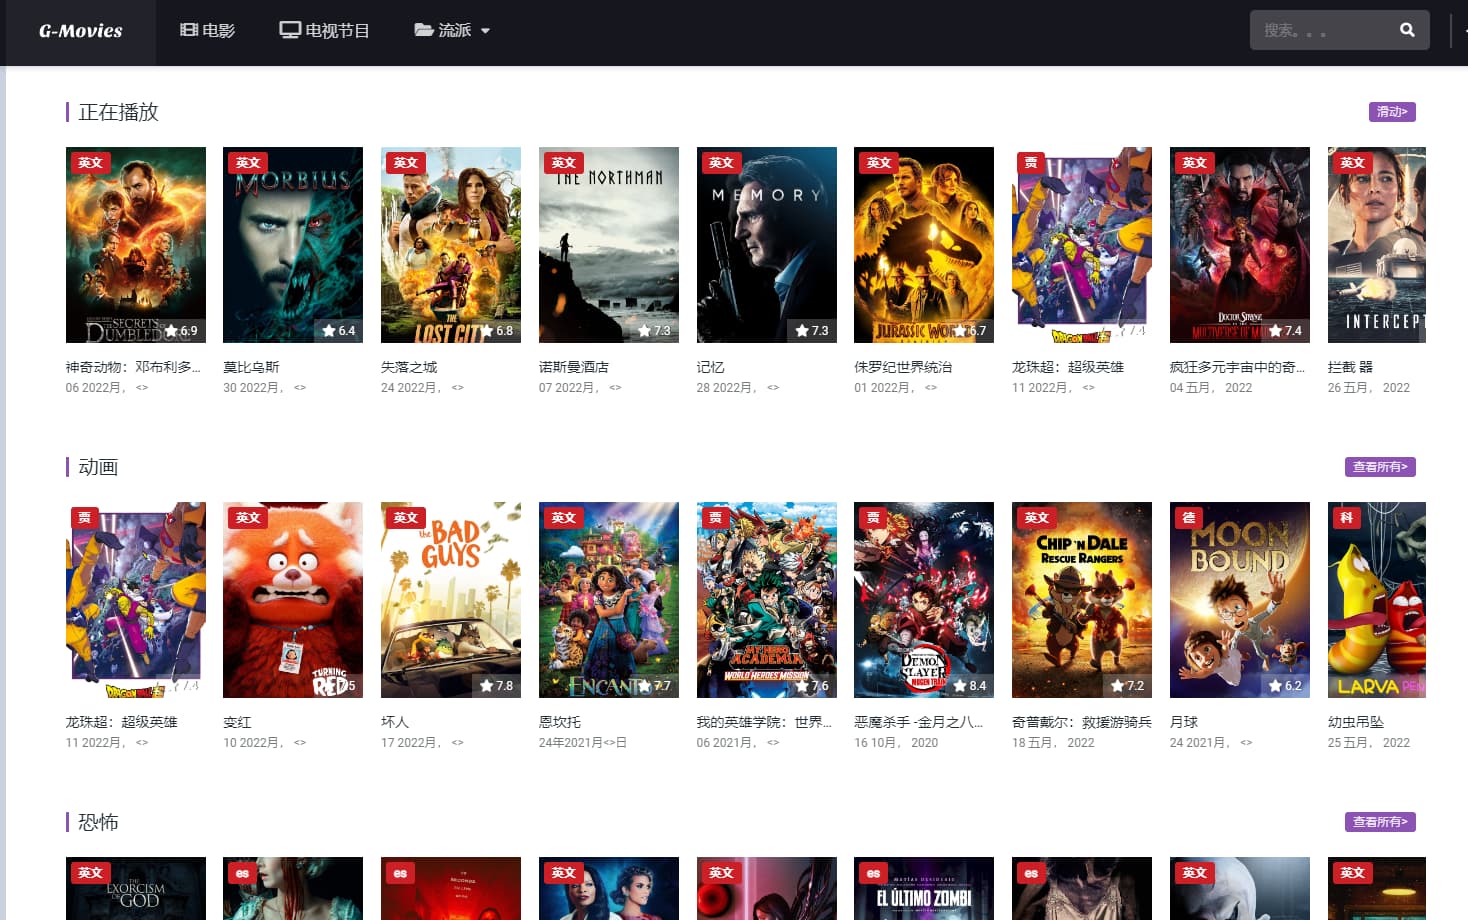 G-Movies 电影 电视节目 流派 搜索。。。
正在播放 滑动>
英文 英文 英文 英文 英文 英文 贾 英文 英文
MORBIUS
THE NORTHMAN
MEMORY
THE SECRETS OF DUMBLEDORE
THE LOST CITY
JURASSIC WORLD
DRAGONBALL
DOCTOR STRANGE
MULTIVERSE OF MADNESS
INTERCEPT
6.9 6.4 6.8 7.3 7.3 6.7 7.4 7.4
神奇动物：邓布利多... 莫比乌斯 失落之城 诺斯曼酒店 记忆 侏罗纪世界统治 龙珠超：超级英雄 疯狂多元宇宙中的奇... 拦截 器
06 2022月， <> 30 2022月， <> 24 2022月， <> 07 2022月， <> 28 2022月， <> 01 2022月， <> 11 2022月， <> 04 五月， 2022 26 五月， 2022
动画 查看所有>
贾 英文 英文 英文 贾 贾 英文 德 科
the BAD GUYS
CHIP 'N DALE
RESCUE RANGERS
MOON BOUND
DRAGONBALL
TURNING RED
ENCANTO
MY HERO ACADEMIA
WORLD HEROES' MISSION
DEMON SLAYER
MUGEN TRAIN
LARVA PEN
7.4 7.5 7.8 7.7 7.6 8.4 7.2 6.2
龙珠超：超级英雄 变红 坏人 恩坎托 我的英雄学院：世界... 恶魔杀手 -金月之八... 奇普戴尔：救援游骑兵 月球 幼虫吊坠
11 2022月， <> 10 2022月， <> 17 2022月， <> 24年2021月<>日 06 2021月， <> 16 10月， 2020 18 五月， 2022 24 2021月， <> 25 五月， 2022
恐怖 查看所有>
英文 es es 英文 英文 es es 英文 英文
THE EXORCISM OF GOD
EL ÚLTIMO ZOMBI